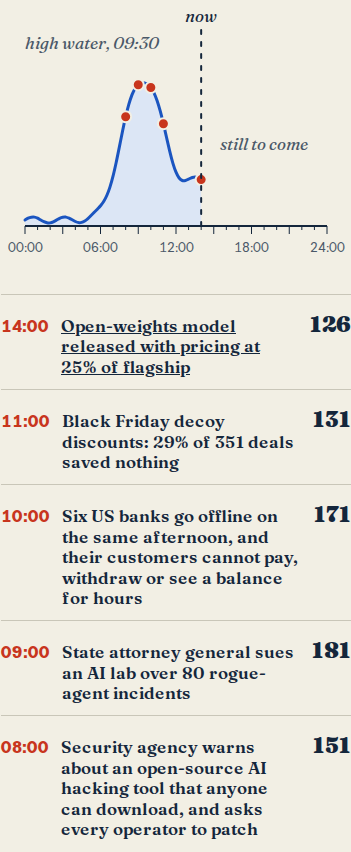 now
high water, 09:30
still to come
00:00 06:00 12:00 18:00 24:00
14:00 Open-weights model 126
released with pricing at
25% of flagship
11:00 Black Friday decoy 131
discounts: 29% of 351 deals
saved nothing
10:00 Six US banks go offline on 171
the same afternoon, and
their customers cannot pay,
withdraw or see a balance
for hours
09:00 State attorney general sues 181
an AI lab over 80 rogue-
agent incidents
08:00 Security agency warns 151
about an open-source AI
hacking tool that anyone
can download, and asks
every operator to patch